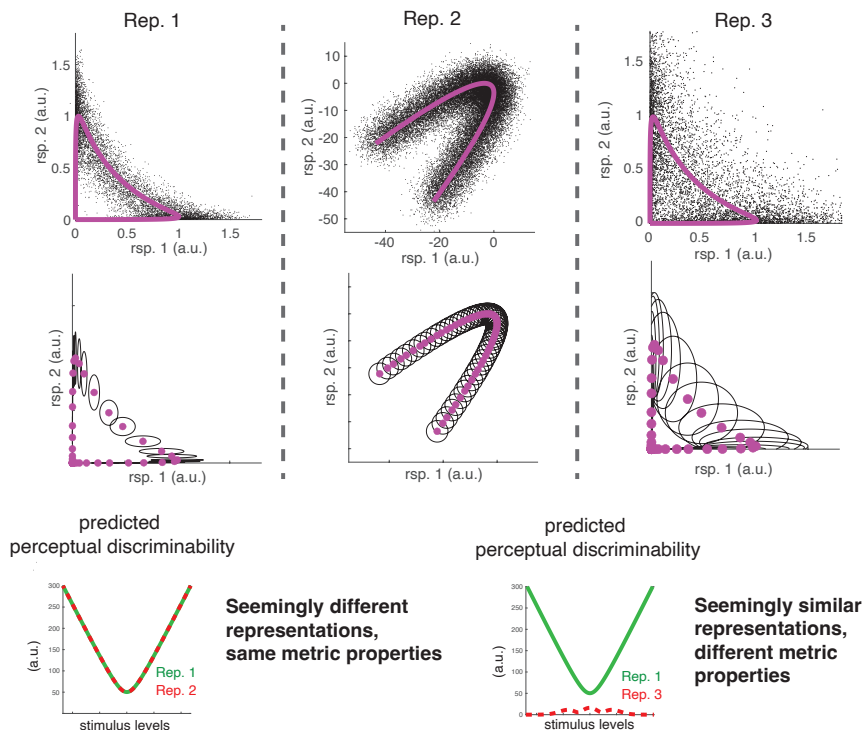 Rep. 1
Rep. 2
Rep. 3
rsp. 2 (a.u.)
1.5
1
0.5
0
0
0.5
1
1.5
rsp. 1 (a.u.)
rsp. 2 (a.u.)
10
0
-10
-20
-30
-40
-50
-40
-20
0
rsp. 1 (a.u.)
rsp. 2 (a.u.)
1.5
1
0.5
0
0
0.5
1
1.5
rsp. 1 (a.u.)
rsp. 2 (a.u.)
rsp. 1 (a.u.)
rsp. 2 (a.u.)
rsp. 1 (a.u.)
rsp. 2 (a.u.)
rsp. 1 (a.u.)
predicted
perceptual discriminability
(a.u.)
300
250
200
150
100
50
Rep. 1
Rep. 2
stimulus levels
Seemingly different
representations,
same metric properties
predicted
perceptual discriminability
(a.u.)
300
250
200
150
100
50
0
Rep. 1
Rep. 3
stimulus levels
Seemingly similar
representations,
different metric
properties